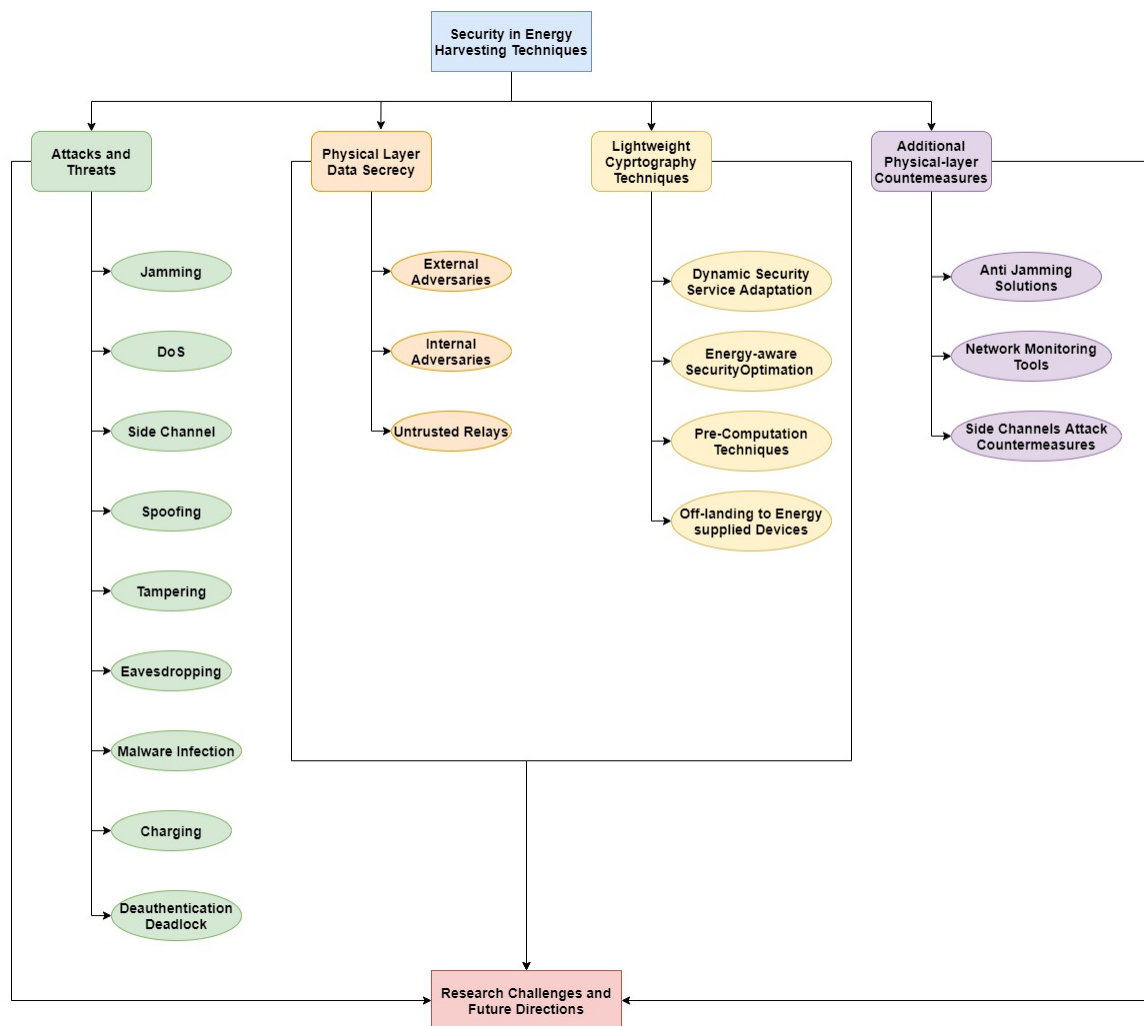 Security in Energy
Harvesting Techniques
Attacks and
Threats
Physical Layer
Data Secrecy
Lightweight
Cyprtography
Techniques
Additional
Physical-layer
Countemeasures
Jamming
DoS
Side Channel
Spoofing
Tampering
Eavesdropping
Malware Infection
Charging
Deauthentication
Deadlock
External
Adversaries
Internal
Adversaries
Untrusted Relays
Dynamic Security
Service Adaptation
Energy-aware
SecurityOptimation
Pre-Computation
Techniques
Off-landing to Energy
supplied Devices
Anti Jamming
Solutions
Network Monitoring
Tools
Side Channels Attack
Countermeasures
Research Challenges and
Future Directions